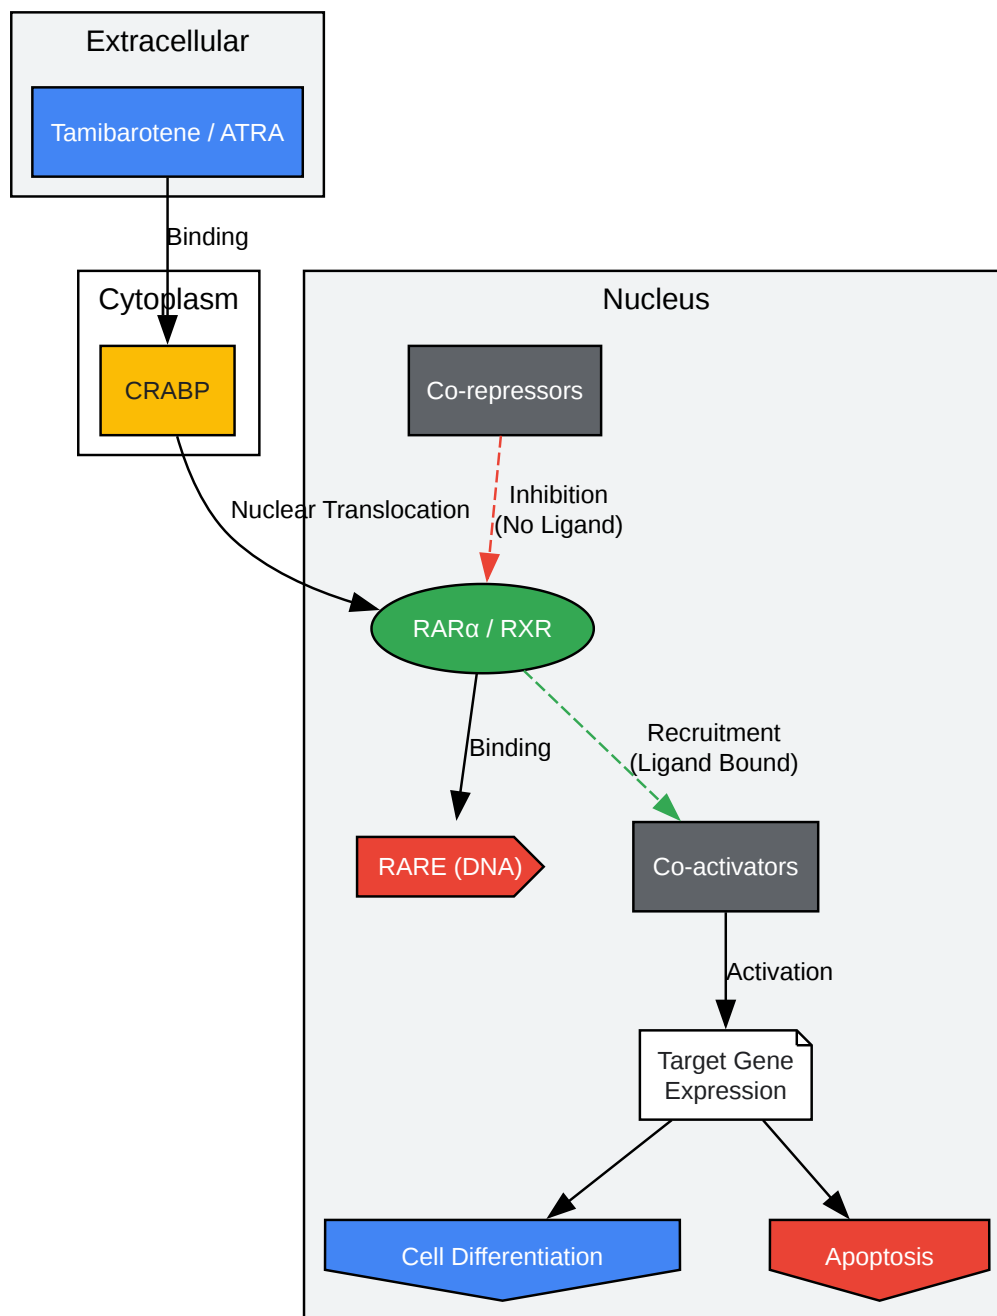 Extracellular
Tamibarotene / ATRA
Binding
Cytoplasm
Nucleus
CRABP
Co-repressors
Nuclear Translocation
Inhibition
(No Ligand)
RARα / RXR
Binding
Recruitment
(Ligand Bound)
RARE (DNA)
Co-activators
Activation
Target Gene
Expression
Cell Differentiation
Apoptosis